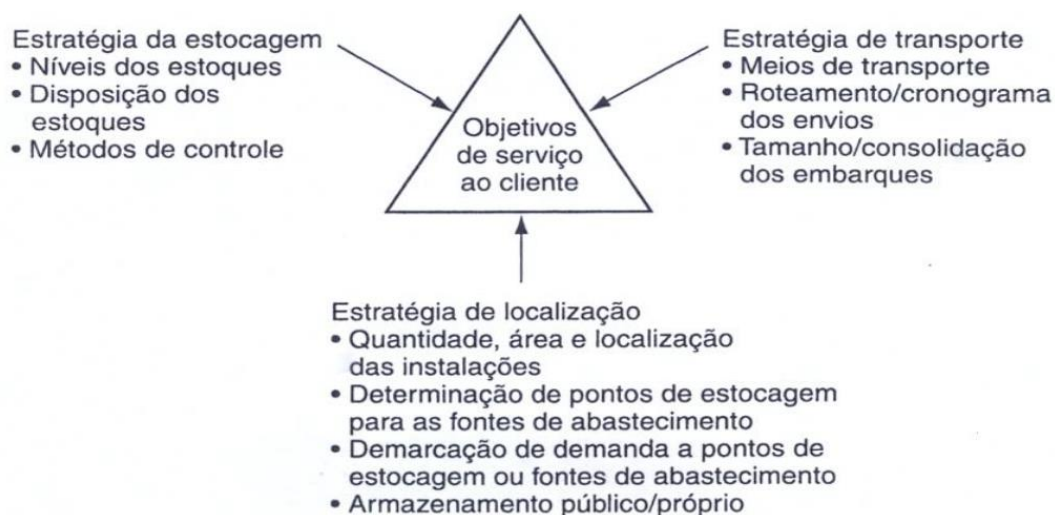 Estratégia da estocagem
• Níveis dos estoques
• Disposição dos
estoques
• Métodos de controle
Objetivos
de serviço
ao cliente
Estratégia de transporte
• Meios de transporte
• Roteamento/cronograma
dos envios
• Tamanho/consolidação
dos embarques
Estratégia de localização
• Quantidade, área e localização
das instalações
• Determinação de pontos de estocagem
para as fontes de abastecimento
• Demarcação de demanda a pontos de
estocagem ou fontes de abastecimento
• Armazenamento público/próprio